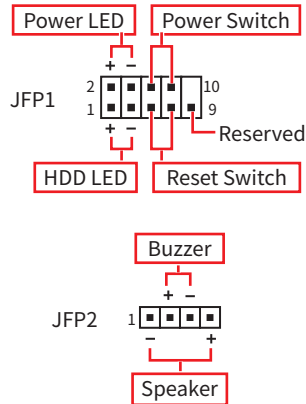 Power LED Power Switch
+ −
2 10
JFP1
1 9
+ − Reserved
HDD LED Reset Switch
Buzzer
+ −
JFP2 1
− +
Speaker